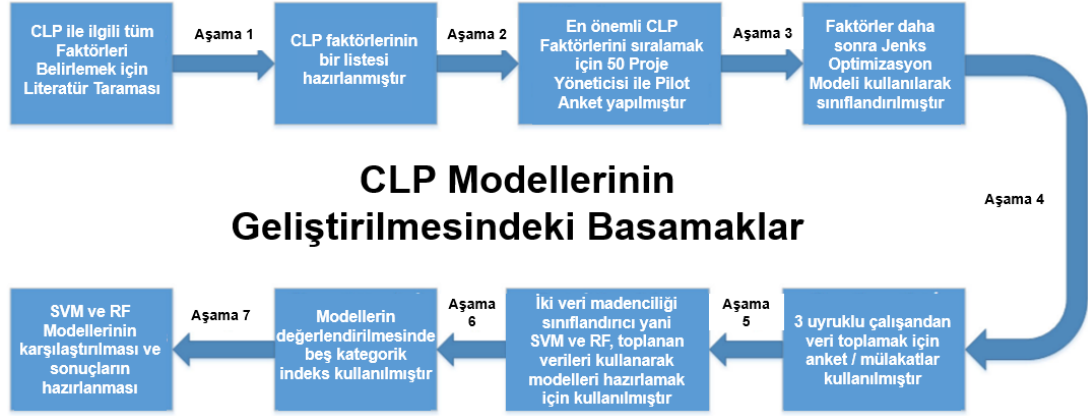 CLP ile ilgili tüm
Faktörleri
Belirlemek için
Literatür Taraması
Aşama 1
CLP faktörlerinin
bir listesi
hazırlanmıştır
Aşama 2
En önemli CLP
Faktörlerini sıralamak
için 50 Proje
Yöneticisi ile Pilot
Anket yapılmıştır
Aşama 3
Faktörler daha
sonra Jenks
Optimizasyon
Modeli kullanılarak
sınıflandırılmıştır
Aşama 4
CLP Modellerinin
Geliştirilmesindeki Basamaklar
3 uyruklu çalışandan
veri toplamak için
anket / mülakatlar
kullanılmıştır
Aşama
5
İki veri madenciliği
sınıflandırıcı yani
SVM ve RF, toplanan
verileri kullanarak
modelleri hazırlamak
için kullanılmıştır
Aşama
6
Modellerin
değerlendirilmesinde
beş kategorik
indeks kullanılmıştır
Aşama 7
SVM ve RF
Modellerinin
karşılaştırılması ve
sonuçların
hazırlanması